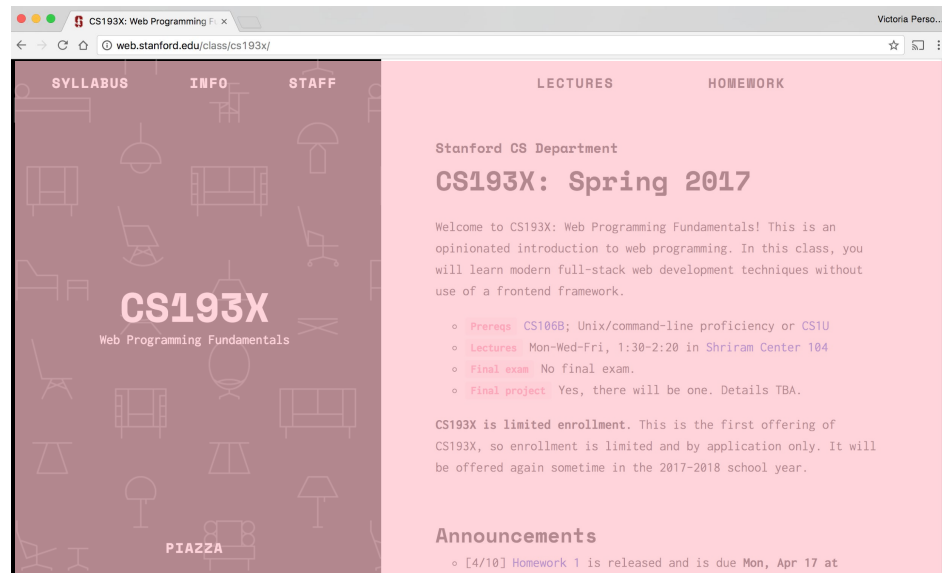 CS193X: Web Programming F
Victoria Perso...
web.stanford.edu/class/cs193x/
SYLLABUS INFO STAFF LECTURES HOMEWORK
CS193X
Web Programming Fundamentals
PIAZZA
Stanford CS Department
CS193X: Spring 2017
Welcome to CS193X: Web Programming Fundamentals! This is an
opinionated introduction to web programming. In this class, you
will learn modern full-stack web development techniques without
use of a frontend framework.
Prereqs CS106B; Unix/command-line proficiency or CS1U
Lectures Mon-Wed-Fri, 1:30-2:20 in Shriram Center 104
Final exam No final exam.
Final project Yes, there will be one. Details TBA.
CS193X is limited enrollment. This is the first offering of
CS193X, so enrollment is limited and by application only. It will
be offered again sometime in the 2017-2018 school year.
Announcements
[4/10] Homework 1 is released and is due Mon, Apr 17 at